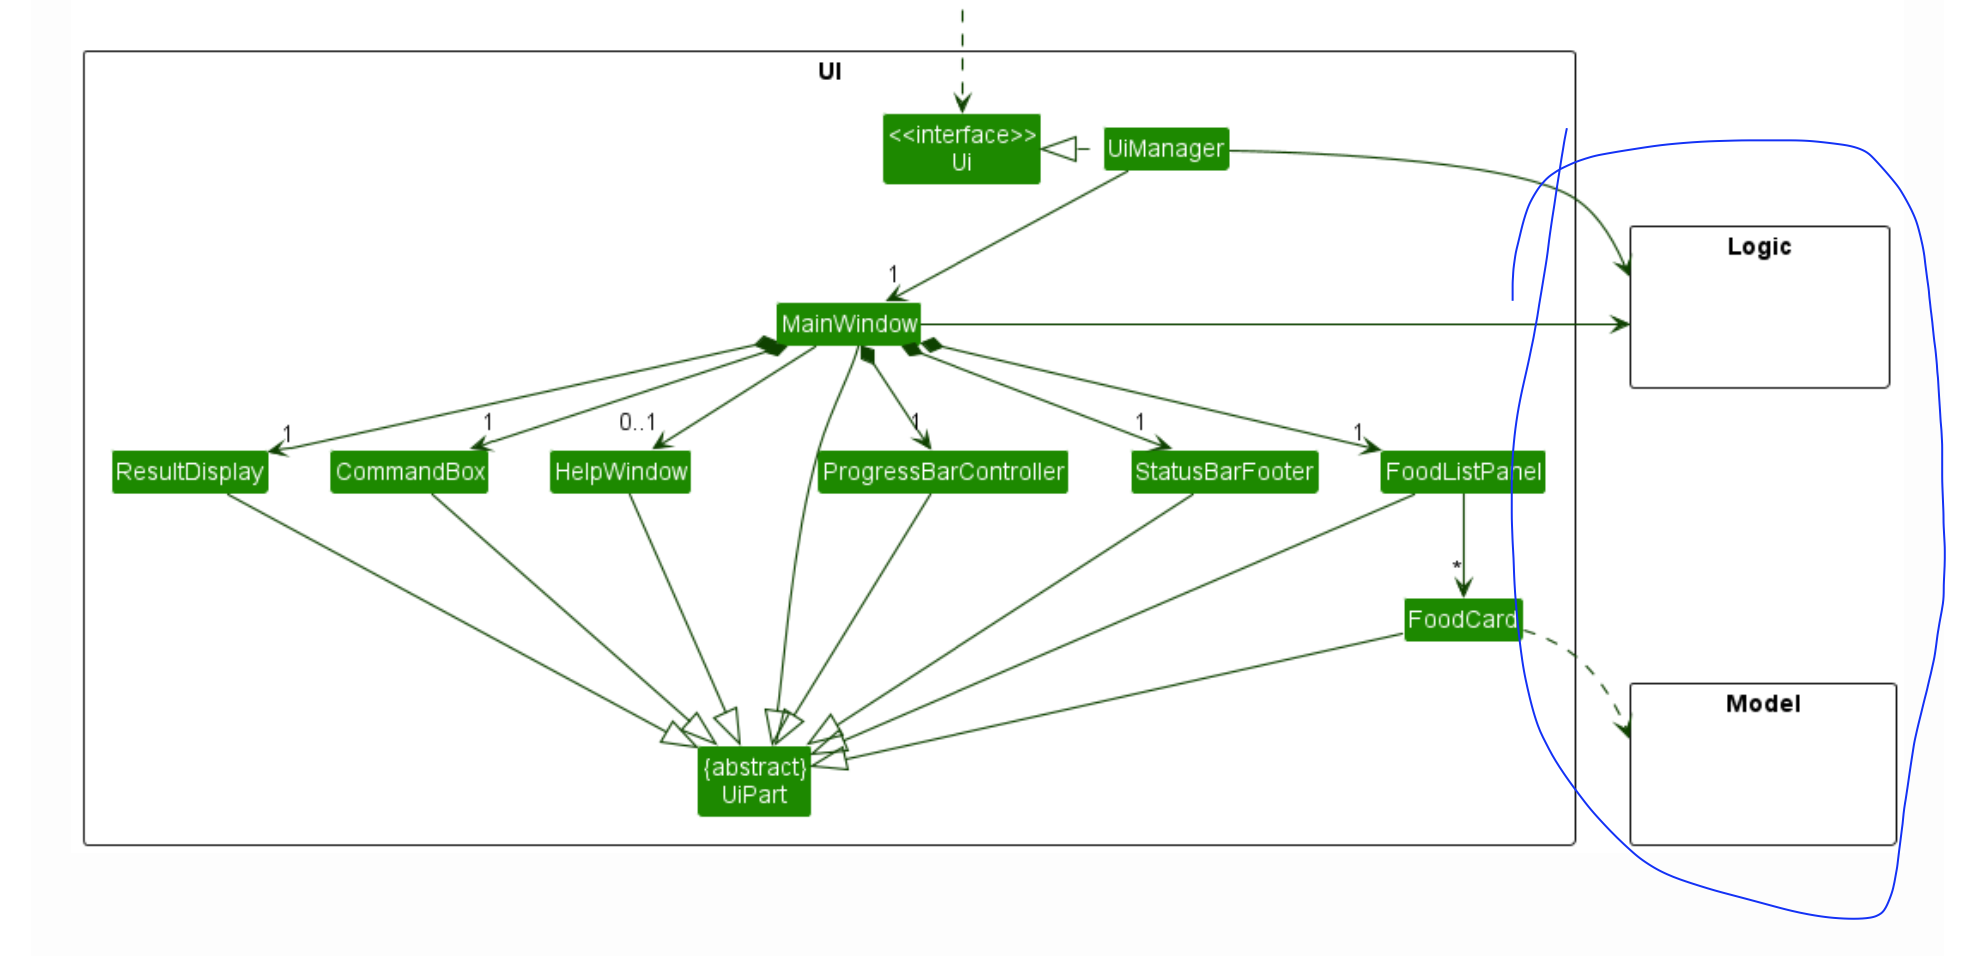 UI
<<interface>>
Ui
UiManager
Logic
1
MainWindow
1
1
0..1
1
1
1
ResultDisplay
CommandBox
HelpWindow
ProgressBarController
StatusBarFooter
FoodListPanel
*
FoodCard
Model
{abstract}
UiPart